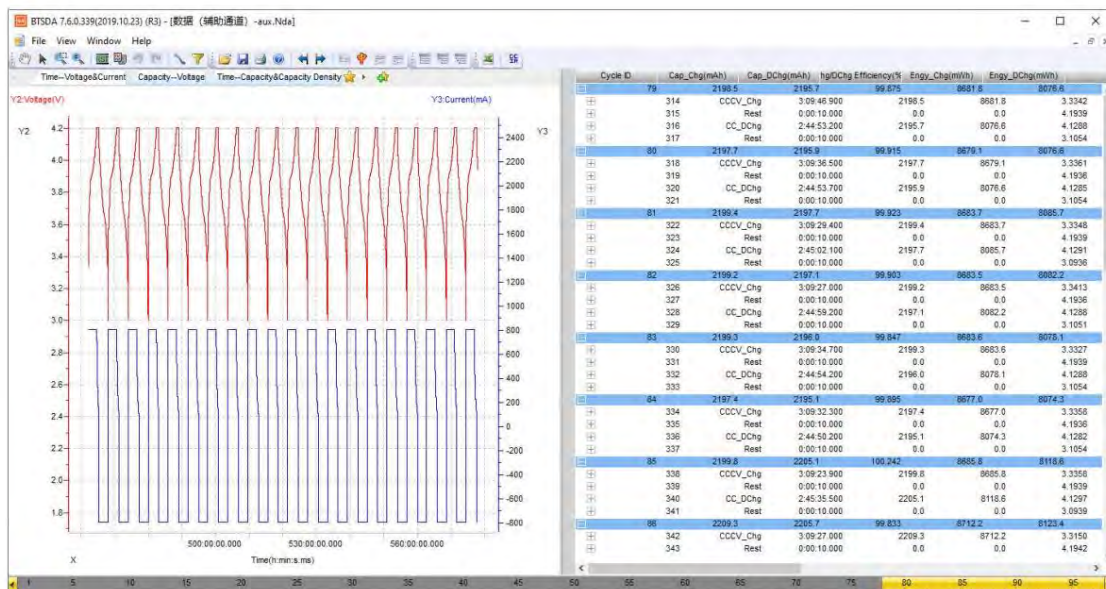 BTSDA 7.6.0.339(2019.10.23) (R3) - [数据（辅助通道）-aux.Nda]
File View Window Help
Time--Voltage&Current Capacity--Voltage Time--Capacity&Capacity Density
Y2:Voltage(V) Y3:Current(mA)
Y2 Y3
4.2
4.0
3.8
3.6
3.4
3.2
3.0
2.8
2.6
2.4
2.2
2.0
1.8
2400
2200
2000
1800
1600
1400
1200
1000
800
600
400
200
0
-200
-400
-600
-800
500:00:00.000 530:00:00.000 560:00:00.000
X Time(h:min:s.ms)
Cycle ID Cap_Chg(mAh) Cap_DChg(mAh) hg/DChg Efficiency(% Engy_Chg(mWh) Engy_DChg(mWh)
79 2198.5 2195.7 99.875 8681.8 8076.6
314 CCCV_Chg 3:09:46.900 2198.5 8681.8 3.3342
315 Rest 0:00:10.000 0.0 0.0 4.1939
316 CC_DChg 2:44:53.200 2195.7 8076.6 4.1288
317 Rest 0:00:10.000 0.0 0.0 3.1054
80 2197.7 2195.9 99.915 8679.1 8076.6
318 CCCV_Chg 3:09:36.500 2197.7 8679.1 3.3361
319 Rest 0:00:10.000 0.0 0.0 4.1936
320 CC_DChg 2:44:53.700 2195.9 8076.6 4.1285
321 Rest 0:00:10.000 0.0 0.0 3.1054
81 2199.4 2197.7 99.923 8683.7 8085.7
322 CCCV_Chg 3:09:29.400 2199.4 8683.7 3.3348
323 Rest 0:00:10.000 0.0 0.0 4.1939
324 CC_DChg 2:45:02.100 2197.7 8085.7 4.1291
325 Rest 0:00:10.000 0.0 0.0 3.0936
82 2199.2 2197.1 99.903 8683.5 8082.2
326 CCCV_Chg 3:09:27.000 2199.2 8683.5 3.3413
327 Rest 0:00:10.000 0.0 0.0 4.1936
328 CC_DChg 2:44:59.200 2197.1 8082.2 4.1288
329 Rest 0:00:10.000 0.0 0.0 3.1051
83 2199.3 2196.0 99.847 8683.6 8078.1
330 CCCV_Chg 3:09:34.700 2199.3 8683.6 3.3327
331 Rest 0:00:10.000 0.0 0.0 4.1939
332 CC_DChg 2:44:54.200 2196.0 8078.1 4.1288
333 Rest 0:00:10.000 0.0 0.0 3.1054
84 2197.4 2195.1 99.895 8677.0 8074.3
334 CCCV_Chg 3:09:32.300 2197.4 8677.0 3.3358
335 Rest 0:00:10.000 0.0 0.0 4.1936
336 CC_DChg 2:44:50.200 2195.1 8074.3 4.1282
337 Rest 0:00:10.000 0.0 0.0 3.1054
85 2199.8 2205.1 100.242 8685.8 8118.6
338 CCCV_Chg 3:09:23.900 2199.8 8685.8 3.3358
339 Rest 0:00:10.000 0.0 0.0 4.1939
340 CC_DChg 2:45:35.500 2205.1 8118.6 4.1297
341 Rest 0:00:10.000 0.0 0.0 3.0939
86 2209.3 2205.7 99.833 8712.2 8123.4
342 CCCV_Chg 3:09:27.000 2209.3 8712.2 3.3150
343 Rest 0:00:10.000 0.0 0.0 4.1942
1 5 10 15 20 25 30 35 40 45 50 55 60 65 70 75 80 85 90 95